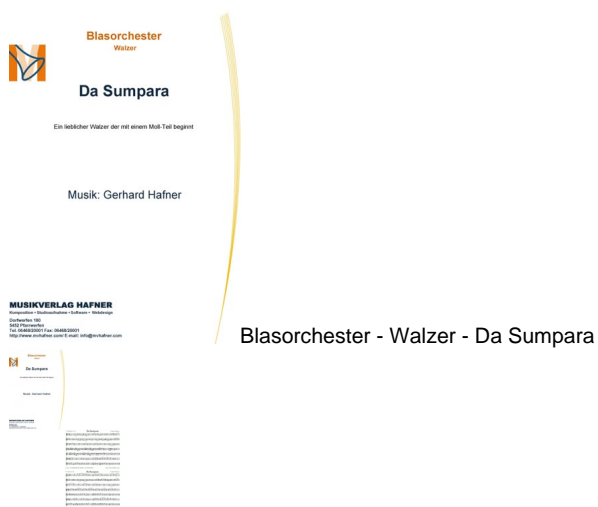 Blasorchester
Walzer
Da Sumpara
Ein lieblicher Walzer der mit einem Moll-Teil beginnt
Musik: Gerhard Hafner
MUSIKVERLAG HAFNER
Komposition • Studioaufnahme • Software • Webdesign
Dorfwerfen 180
5452 Pfarrwerfen
Tel. 06468/20001 Fax: 06468/20001
http://www.mvhafner.com/ E-mail: info@mvhafner.com
Blasorchester - Walzer - Da Sumpara
Blasorchester
Da Sumpara
Musik: Gerhard Hafner